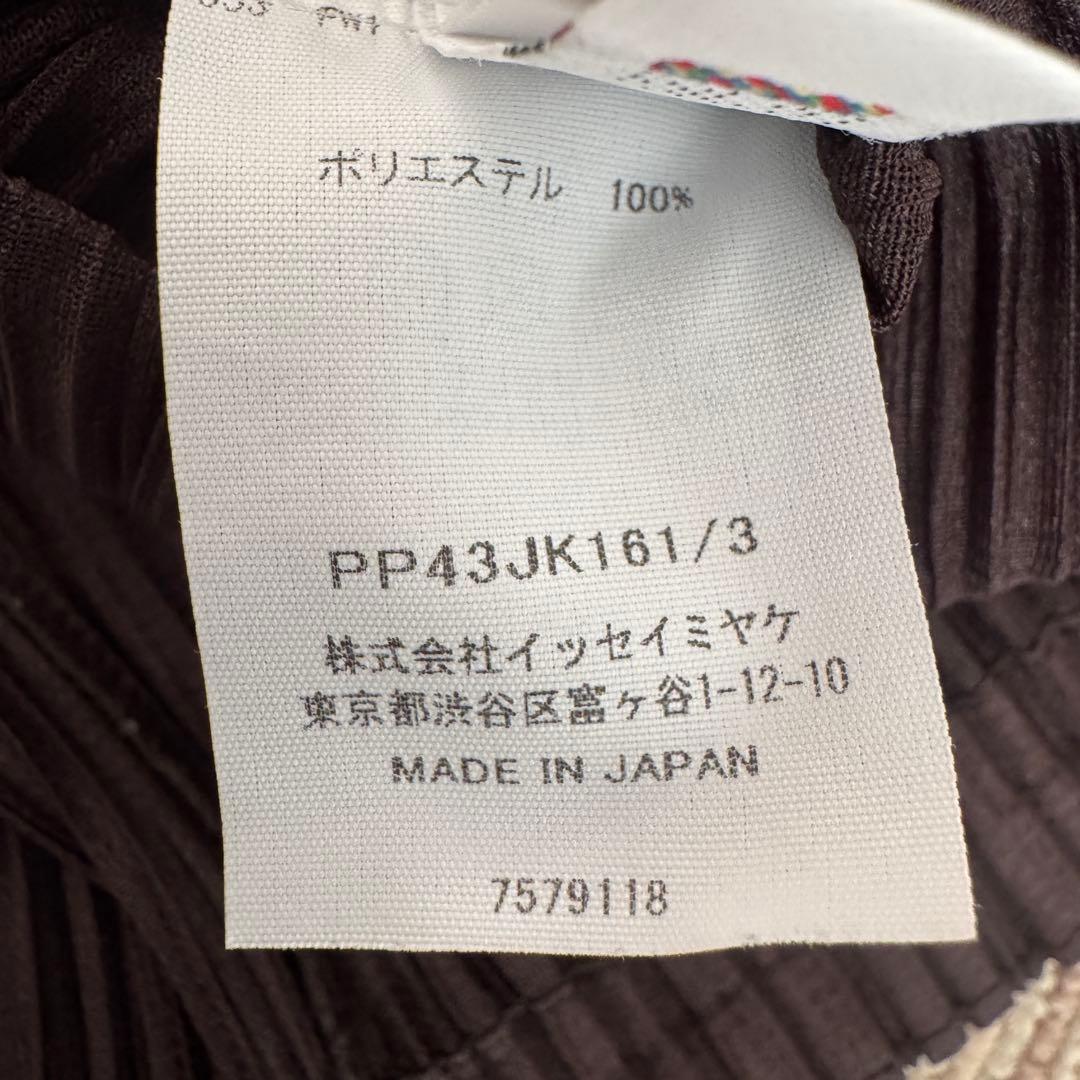 ポリエステル 100%
PP43JK161/3
株式会社イッセイミヤケ
東京都渋谷区富ヶ谷1-12-10
MADE IN JAPAN
7579118